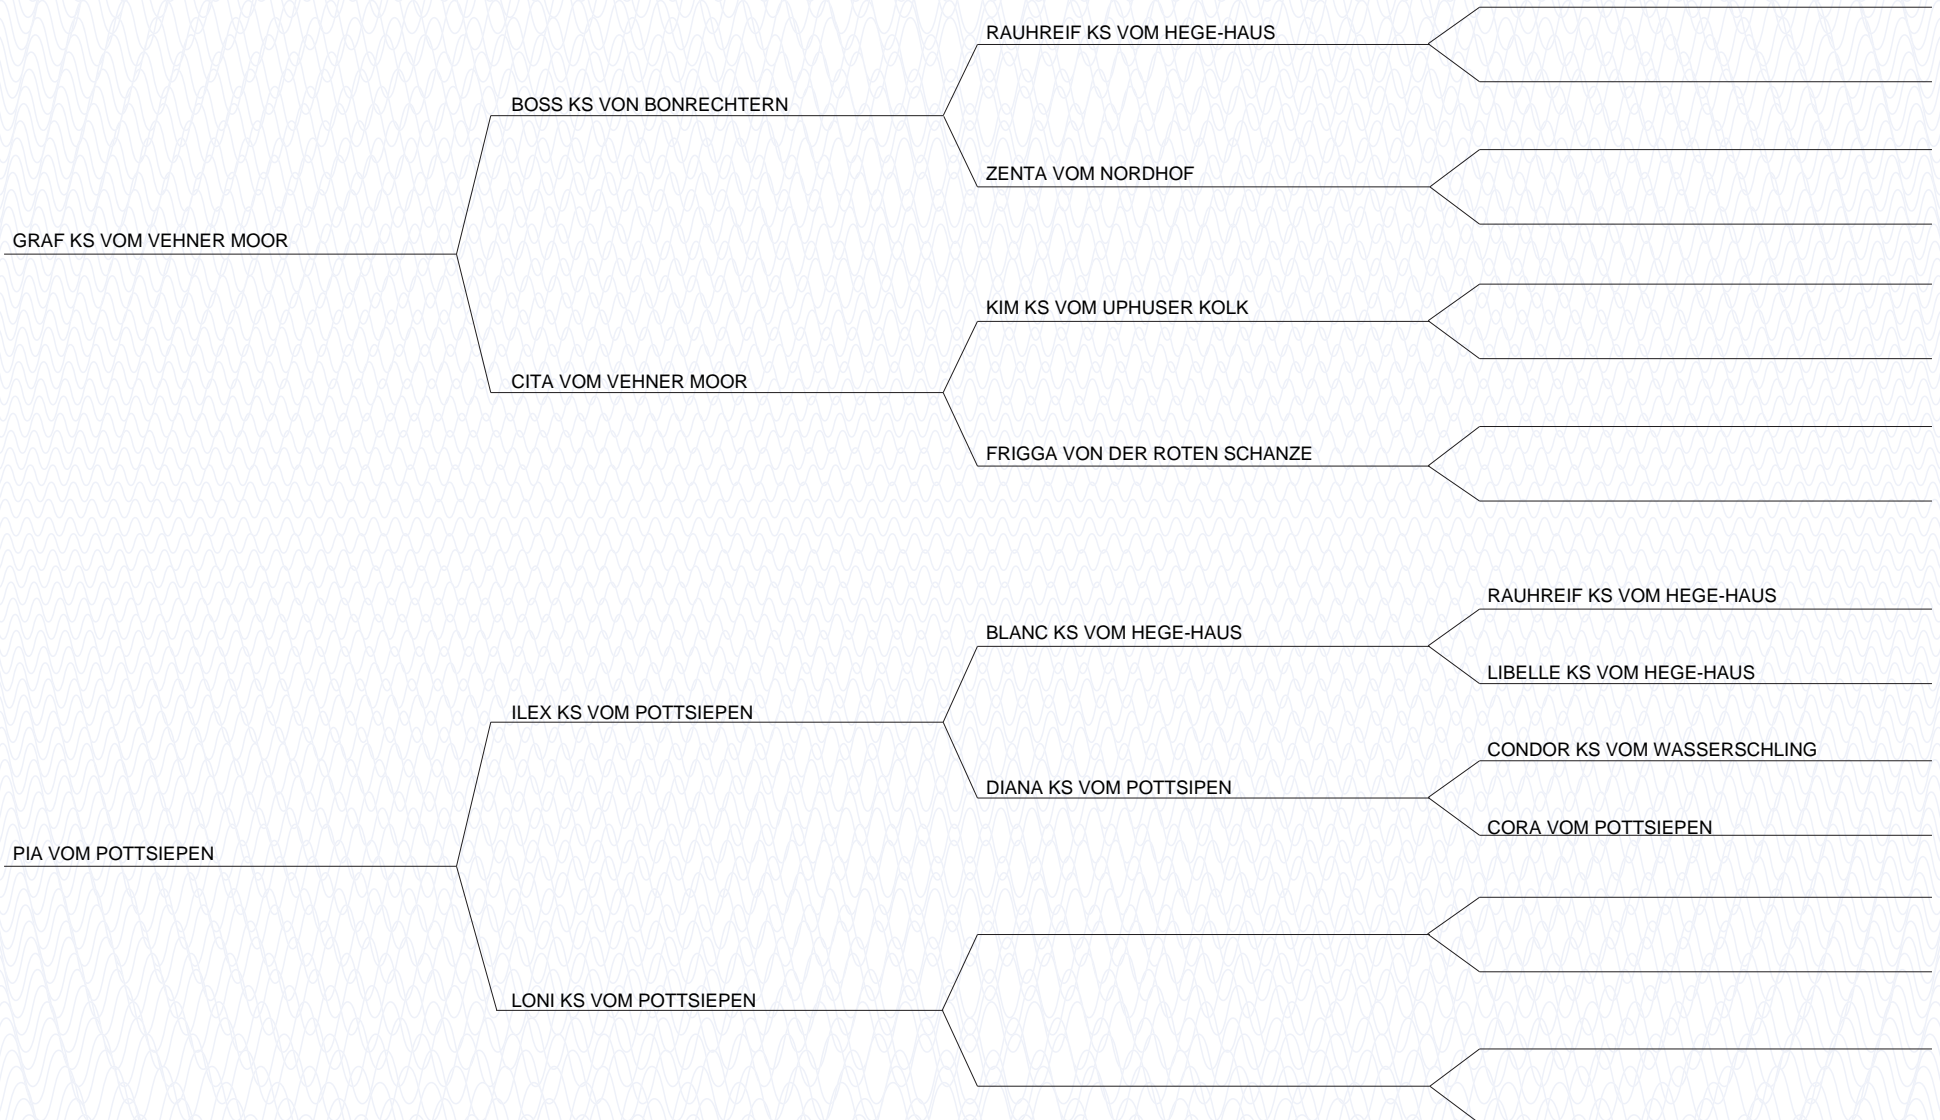 RAUHREIF KS VOM HEGE-HAUS
BOSS KS VON BONRECHTERN
ZENTA VOM NORDHOF
GRAF KS VOM VEHNER MOOR
KIM KS VOM UPHUSER KOLK
CITA VOM VEHNER MOOR
FRIGGA VON DER ROTEN SCHANZE
RAUHREIF KS VOM HEGE-HAUS
BLANC KS VOM HEGE-HAUS
LIBELLE KS VOM HEGE-HAUS
ILEX KS VOM POTTSIEPEN
CONDOR KS VOM WASSERSCHLING
DIANA KS VOM POTTSIPEN
CORA VOM POTTSIEPEN
PIA VOM POTTSIEPEN
LONI KS VOM POTTSIEPEN